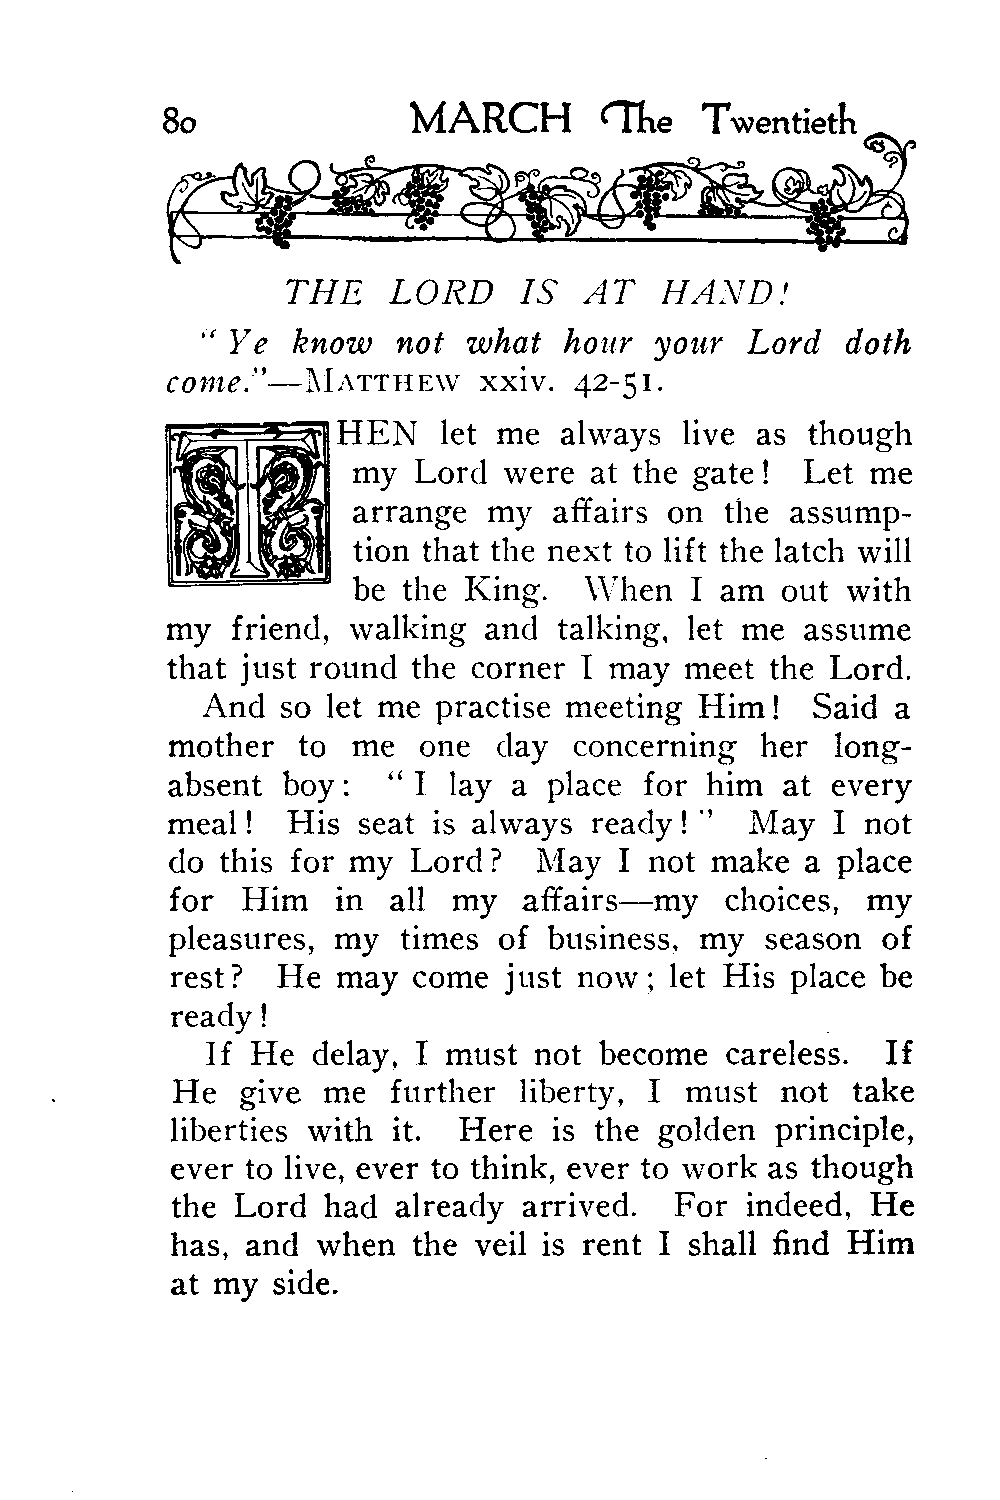 80 MARCH The Twentieth
THE LORD IS AT HAND!
" Ye know not what hour your Lord doth
come."—MATTHEW xxiv. 42-51.
THEN let me always live as though
my Lord were at the gate! Let me
arrange my affairs on the assump-
tion that the next to lift the latch will
be the King. When I am out with
my friend, walking and talking, let me assume
that just round the corner I may meet the Lord.
And so let me practise meeting Him! Said a
mother to me one day concerning her long-
absent boy: " I lay a place for him at every
meal! His seat is always ready!" May I not
do this for my Lord? May I not make a place
for Him in all my affairs—my choices, my
pleasures, my times of business, my season of
rest? He may come just now; let His place be
ready!
If He delay, I must not become careless. If
He give me further liberty, I must not take
liberties with it. Here is the golden principle,
ever to live, ever to think, ever to work as though
the Lord had already arrived. For indeed, He
has, and when the veil is rent I shall find Him
at my side.